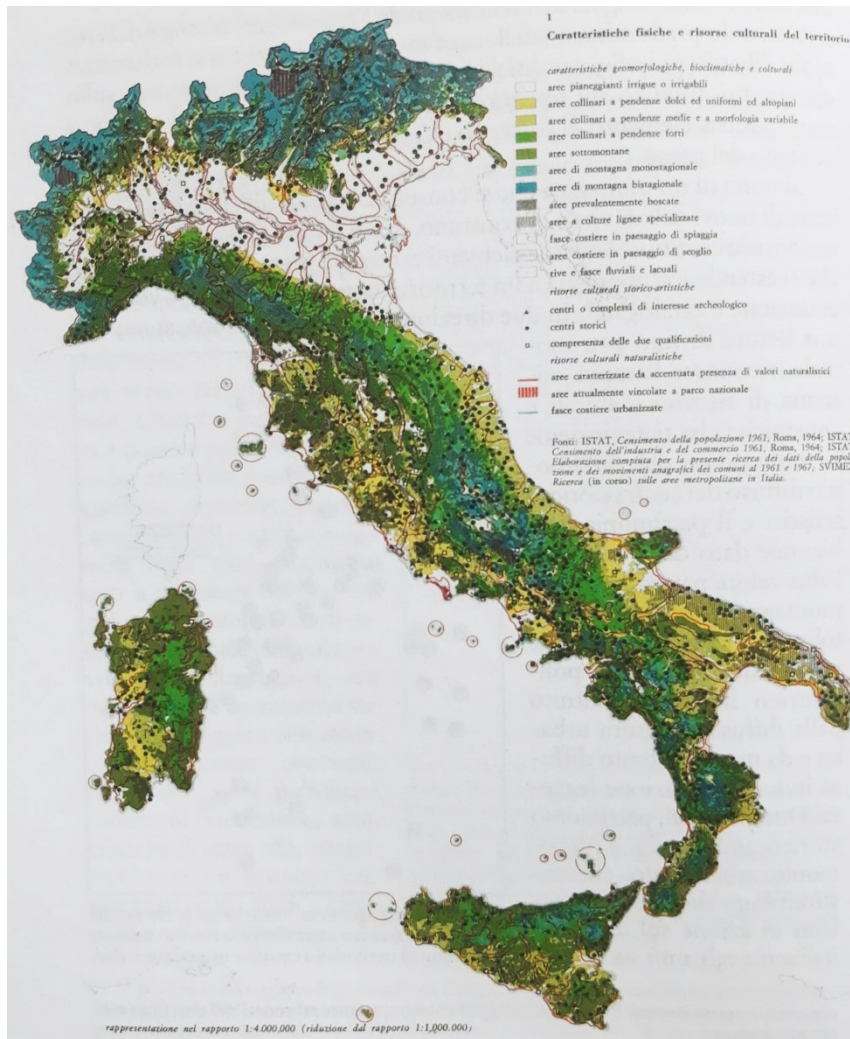 1
Caratteristiche fisiche e risorse culturali del territorio
caratteristiche geomorfologiche, bioclimatiche e colturali
aree pianeggianti irrigue o irrigabili
aree collinari a pendenze dolci ed uniformi ed altopiani
aree collinari a pendenze medie e a morfologia variabile
aree collinari a pendenze forti
aree sottomontane
aree di montagna monostagionale
aree di montagna bistagionale
aree prevalentemente boscate
aree a colture lignee specializzate
fasce costiere in paesaggio di spiaggia
aree costiere in paesaggio di scoglio
rive e fasce fluviali e lacuali
risorse culturali storico-artistiche
centri o complessi di interesse archeologico
centri storici
compresenza delle due qualificazioni
risorse culturali naturalistiche
aree caratterizzate da accentuata presenza di valori naturalistici
aree attualmente vincolate a parco nazionale
fasce costiere urbanizzate
Fonti: ISTAT, Censimento della popolazione 1961, Roma, 1964; ISTAT
Censimento dell'industria e del commercio 1961, Roma, 1964; ISTAT
Elaborazione compiuta per la presente ricerca dei dati della popol
zione e dei movimenti anagrafici dei comuni al 1961 e 1967; SVIMEZ
Ricerca (in corso) sulle aree metropolitane in Italia.
rappresentazione nel rapporto 1:4.000.000 (riduzione dal rapporto 1:1.000.000)